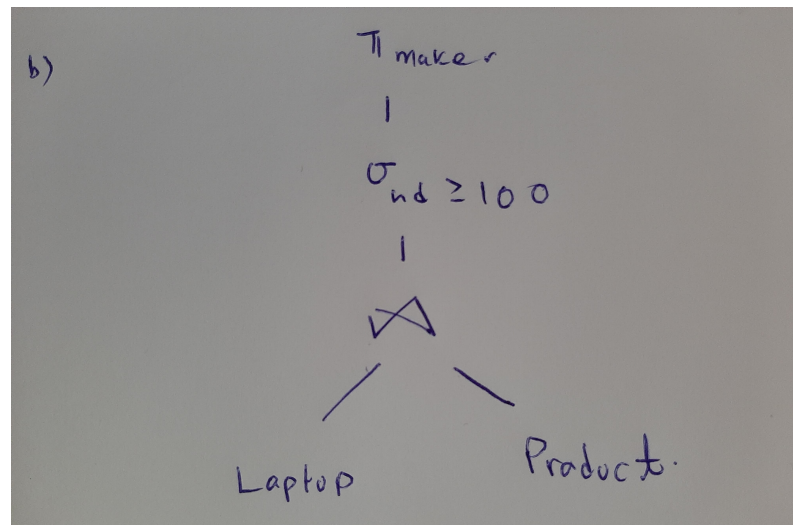 b)
π maker
σ hd ≥ 100
⋈
Laptop
Product.